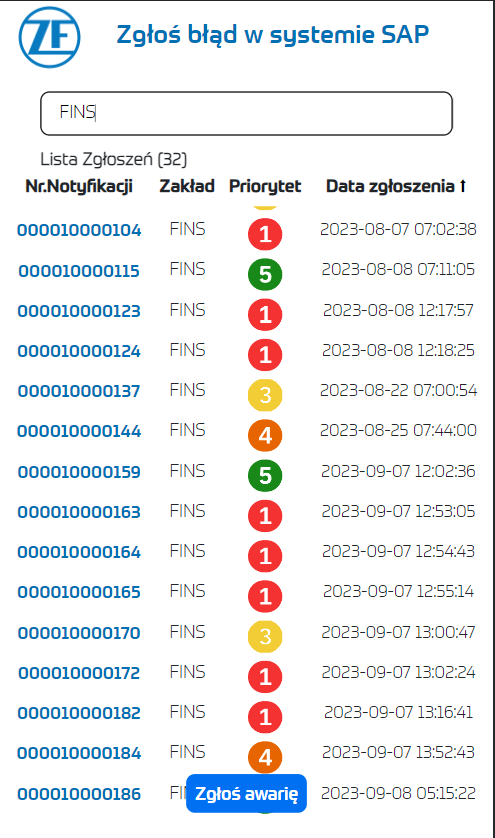 ZF
Zgłoś błąd w systemie SAP
FINS
Lista Zgłoszeń (32)
Nr.Notyfikacji Zakład Priorytet Data zgłoszenia ↑
000010000104 FINS 1 2023-08-07 07:02:38
000010000115 FINS 5 2023-08-08 07:11:05
000010000123 FINS 1 2023-08-08 12:17:57
000010000124 FINS 1 2023-08-08 12:18:25
000010000137 FINS 3 2023-08-22 07:00:54
000010000144 FINS 4 2023-08-25 07:44:00
000010000159 FINS 5 2023-09-07 12:02:36
000010000163 FINS 1 2023-09-07 12:53:05
000010000164 FINS 1 2023-09-07 12:54:43
000010000165 FINS 1 2023-09-07 12:55:14
000010000170 FINS 3 2023-09-07 13:00:47
000010000172 FINS 1 2023-09-07 13:02:24
000010000182 FINS 1 2023-09-07 13:16:41
000010000184 FINS 4 2023-09-07 13:52:43
000010000186 2023-09-08 05:15:22
Zgłoś awarię